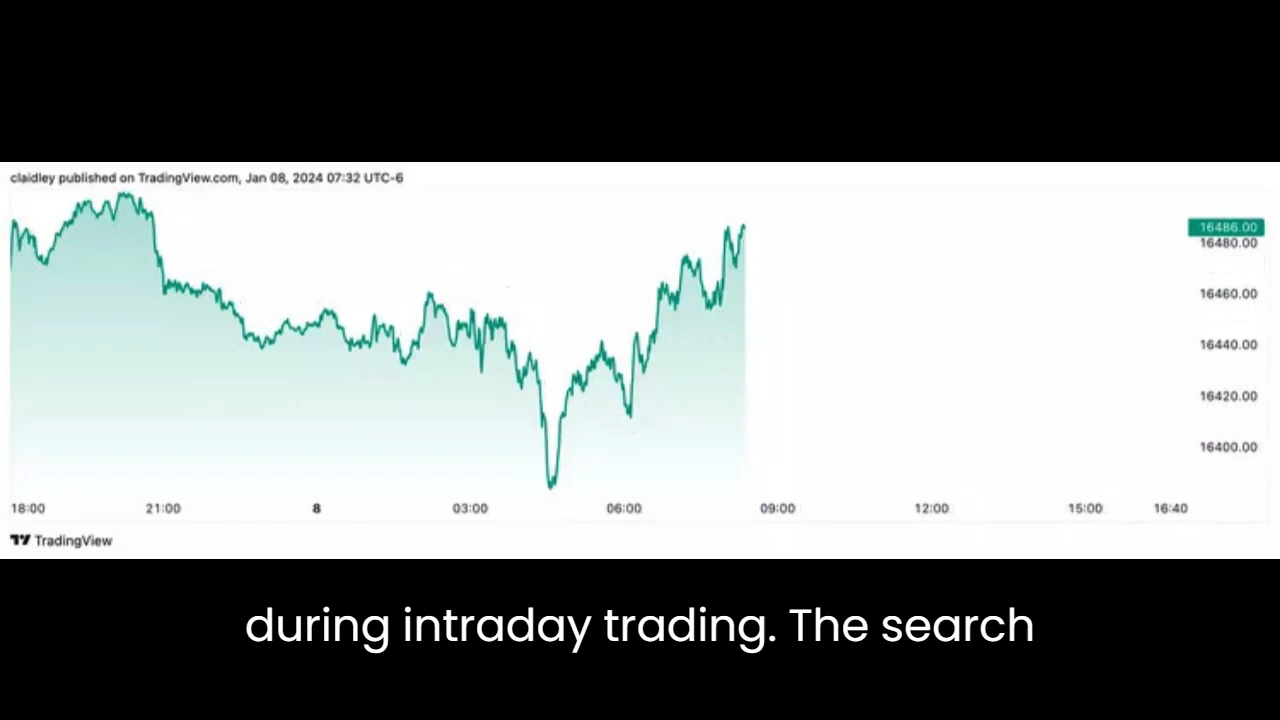 claidley published on TradingView.com, Jan 08, 2024 07:32 UTC-6
16486.00
16480.00
16460.00
16440.00
16420.00
16400.00
18:00 21:00 8 03:00 06:00 09:00 12:00 15:00 16:40
TradingView
during intraday trading. The search